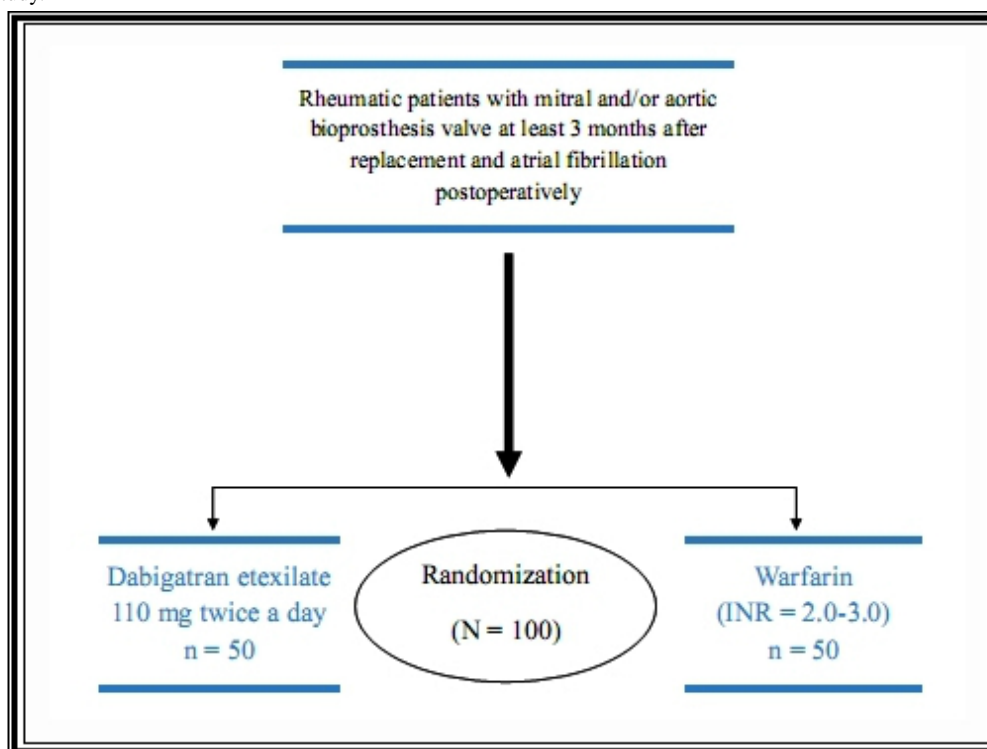 Rheumatic patients with mitral and/or aortic
bioprosthesis valve at least 3 months after
replacement and atrial fibrillation
postoperatively
Dabigatran etexilate
110 mg twice a day
n = 50
Randomization
(N = 100)
Warfarin
(INR = 2.0-3.0)
n = 50